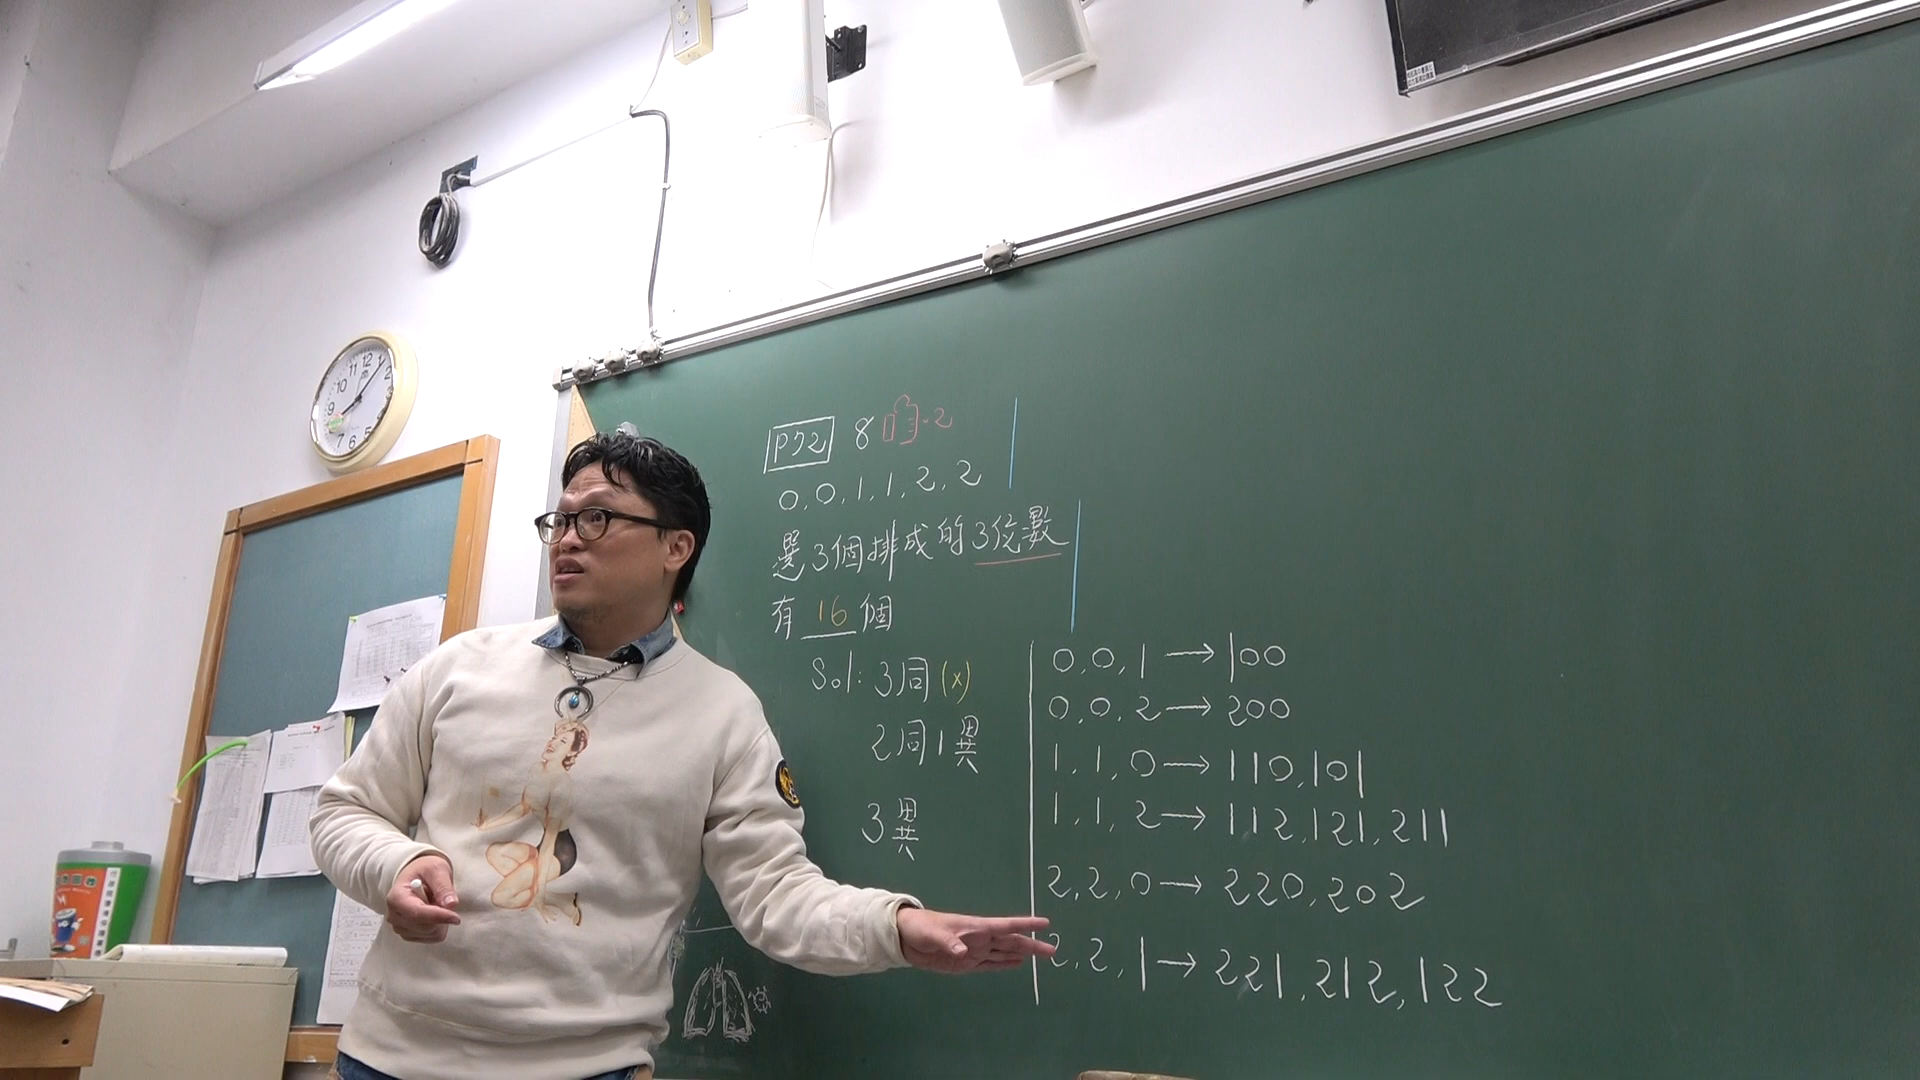 P72 8 -2
0,0,1,1,2,2
選3個排成的3位數
有 16 個
Sol: 3同(x)
2同1異
3異
0,0,1→100
0,0,2→200
1,1,0→110,101
1,1,2→112,121,211
2,2,0→220,202
2,2,1→221,212,122